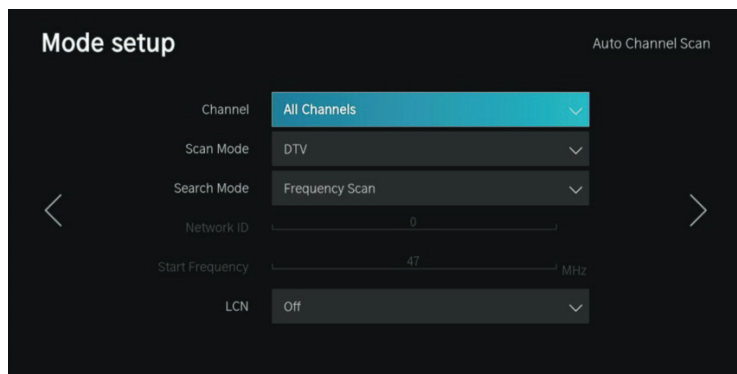 Mode setup
Auto Channel Scan
Channel All Channels
Scan Mode DTV
Search Mode Frequency Scan
Network ID 0
Start Frequency 47 MHz
LCN Off